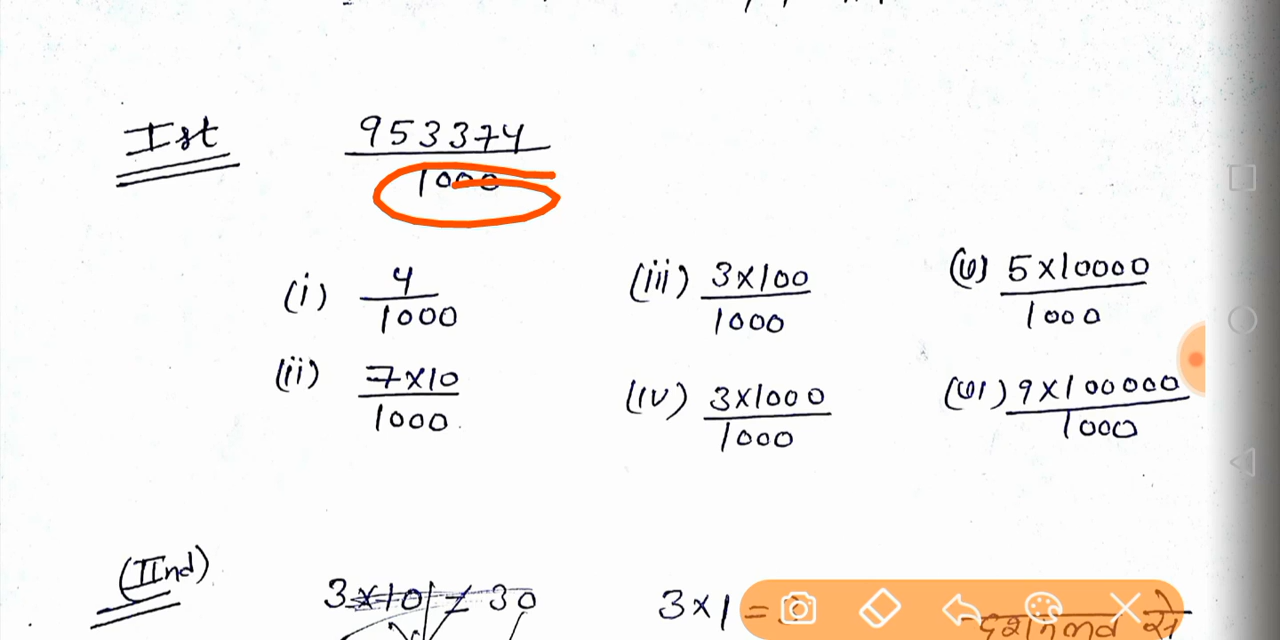 Ist 953374
1000
(i) 4/1000 (iii) 3×100/1000 (v) 5×10000/1000
(ii) 7×10/1000 (iv) 3×1000/1000 (vi) 9×100000/1000
(IInd) 3×10 30 3×1 =